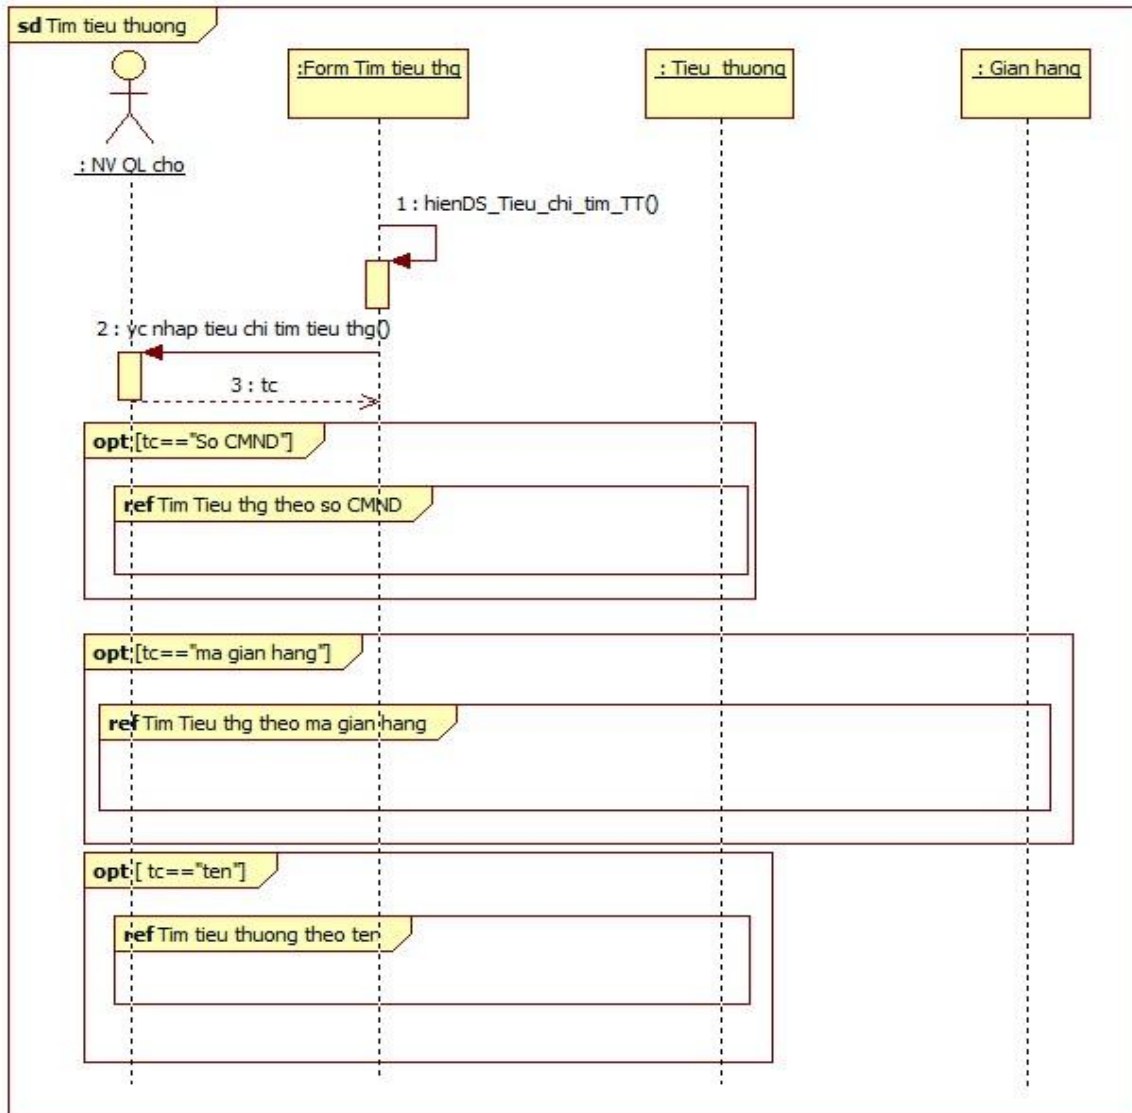 sd Tim tieu thuong
:Form Tim tieu thg
: Tieu thuong
: Gian hang
: NV QL cho
1 : hienDS_Tieu_chi_tim_TT()
2 : yc nhap tieu chi tim tieu thg()
3 : tc
opt [tc=="So CMND"]
ref Tim Tieu thg theo so CMND
opt [tc=="ma gian hang"]
ref Tim Tieu thg theo ma gian hang
opt [ tc=="ten"]
ref Tim tieu thuong theo ten